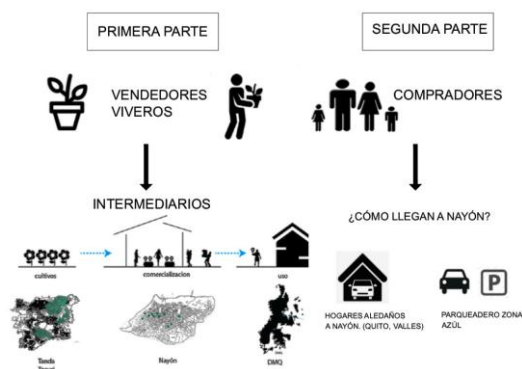 PRIMERA PARTE
VENDEDORES
VIVEROS
INTERMEDIARIOS
cultivos
comercializacion
uso
Tanda
Nayón
DMQ
SEGUNDA PARTE
COMPRADORES
¿CÓMO LLEGAN A NAYÓN?
P
HOGARES ALEDAÑOS
A NAYÓN. (QUITO, VALLES)
PARQUEADERO ZONA
AZÚL